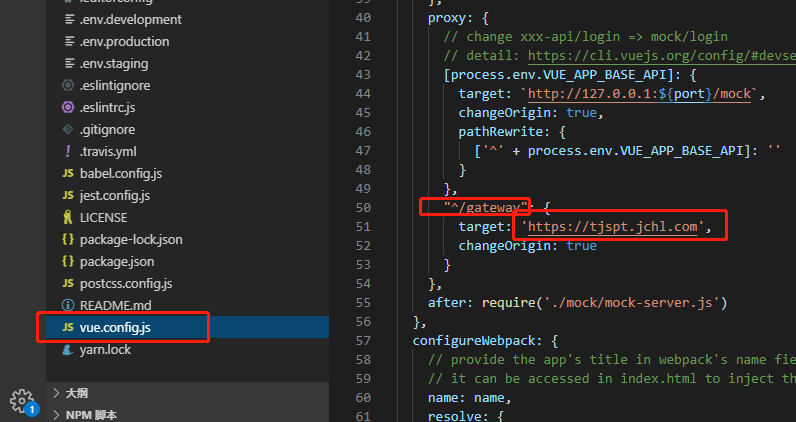 .env.development
.env.production
.env.staging
.eslintignore
.eslintrc.js
.gitignore
.travis.yml
babel.config.js
jest.config.js
LICENSE
package-lock.json
package.json
postcss.config.js
README.md
vue.config.js
yarn.lock
大纲
NPM 脚本
1
40 proxy: {
41 // change xxx-api/login => mock/login
42 // detail: https://cli.vuejs.org/config/#devse
43 [process.env.VUE_APP_BASE_API]: {
44 target: `http://127.0.0.1:${port}/mock`,
45 changeOrigin: true,
46 pathRewrite: {
47 ['^' + process.env.VUE_APP_BASE_API]: ''
48 }
49 },
50 "^/gateway": {
51 target: 'https://tjspt.jchl.com',
52 changeOrigin: true
53 }
54 },
55 after: require('./mock/mock-server.js')
56 },
57 configureWebpack: {
58 // provide the app's title in webpack's name fie
59 // it can be accessed in index.html to inject th
60 name: name,
61 resolve: {